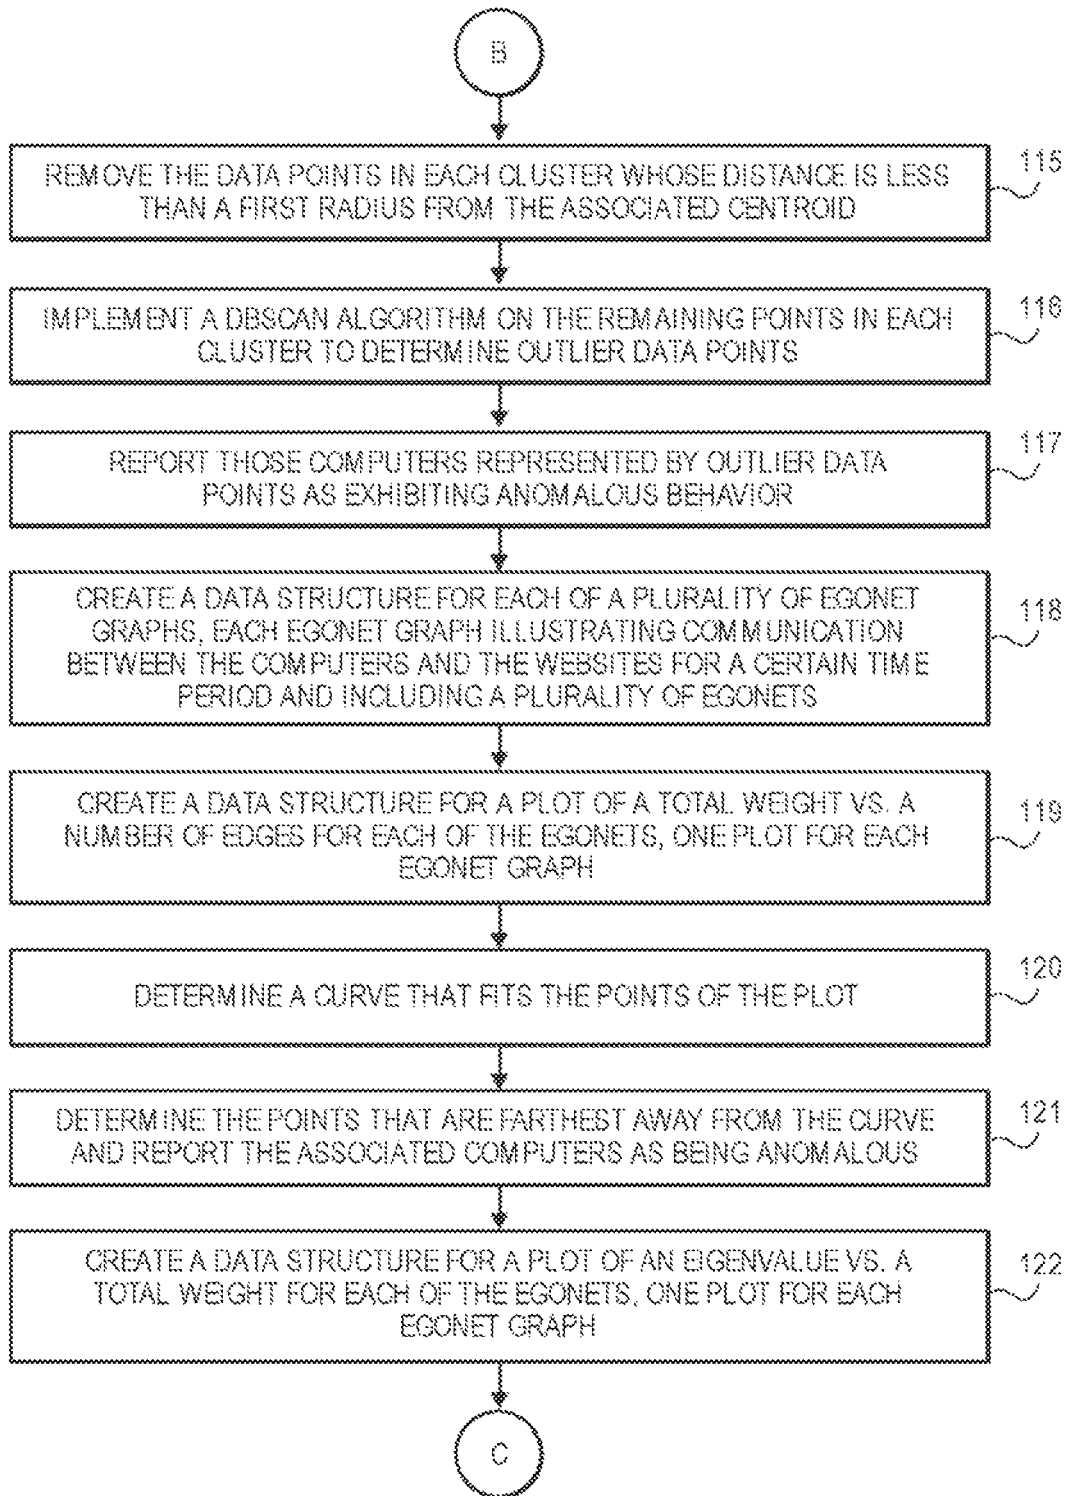 B
REMOVE THE DATA POINTS IN EACH CLUSTER WHOSE DISTANCE IS LESS
THAN A FIRST RADIUS FROM THE ASSOCIATED CENTROID
115
IMPLEMENT A DBSCAN ALGORITHM ON THE REMAINING POINTS IN EACH
CLUSTER TO DETERMINE OUTLIER DATA POINTS
116
REPORT THOSE COMPUTERS REPRESENTED BY OUTLIER DATA
POINTS AS EXHIBITING ANOMALOUS BEHAVIOR
117
CREATE A DATA STRUCTURE FOR EACH OF A PLURALITY OF EGONET
GRAPHS, EACH EGONET GRAPH ILLUSTRATING COMMUNICATION
BETWEEN THE COMPUTERS AND THE WEBSITES FOR A CERTAIN TIME
PERIOD AND INCLUDING A PLURALITY OF EGONETS
118
CREATE A DATA STRUCTURE FOR A PLOT OF A TOTAL WEIGHT VS. A
NUMBER OF EDGES FOR EACH OF THE EGONETS, ONE PLOT FOR EACH
EGONET GRAPH
119
DETERMINE A CURVE THAT FITS THE POINTS OF THE PLOT
120
DETERMINE THE POINTS THAT ARE FARTHEST AWAY FROM THE CURVE
AND REPORT THE ASSOCIATED COMPUTERS AS BEING ANOMALOUS
121
CREATE A DATA STRUCTURE FOR A PLOT OF AN EIGENVALUE VS. A
TOTAL WEIGHT FOR EACH OF THE EGONETS, ONE PLOT FOR EACH
EGONET GRAPH
122
C